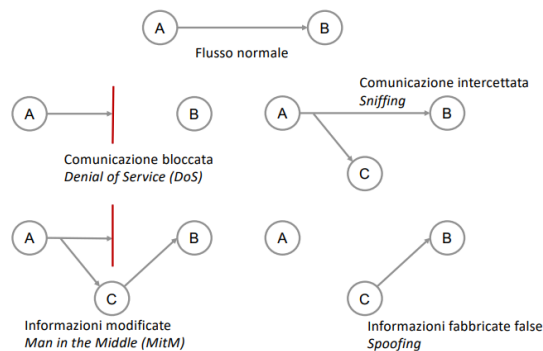 A
B
Flusso normale
A
B
Comunicazione bloccata
Denial of Service (DoS)
Comunicazione intercettata
Sniffing
A
B
C
A
B
C
Informazioni modificate
Man in the Middle (MitM)
A
B
C
Informazioni fabbricate false
Spoofing